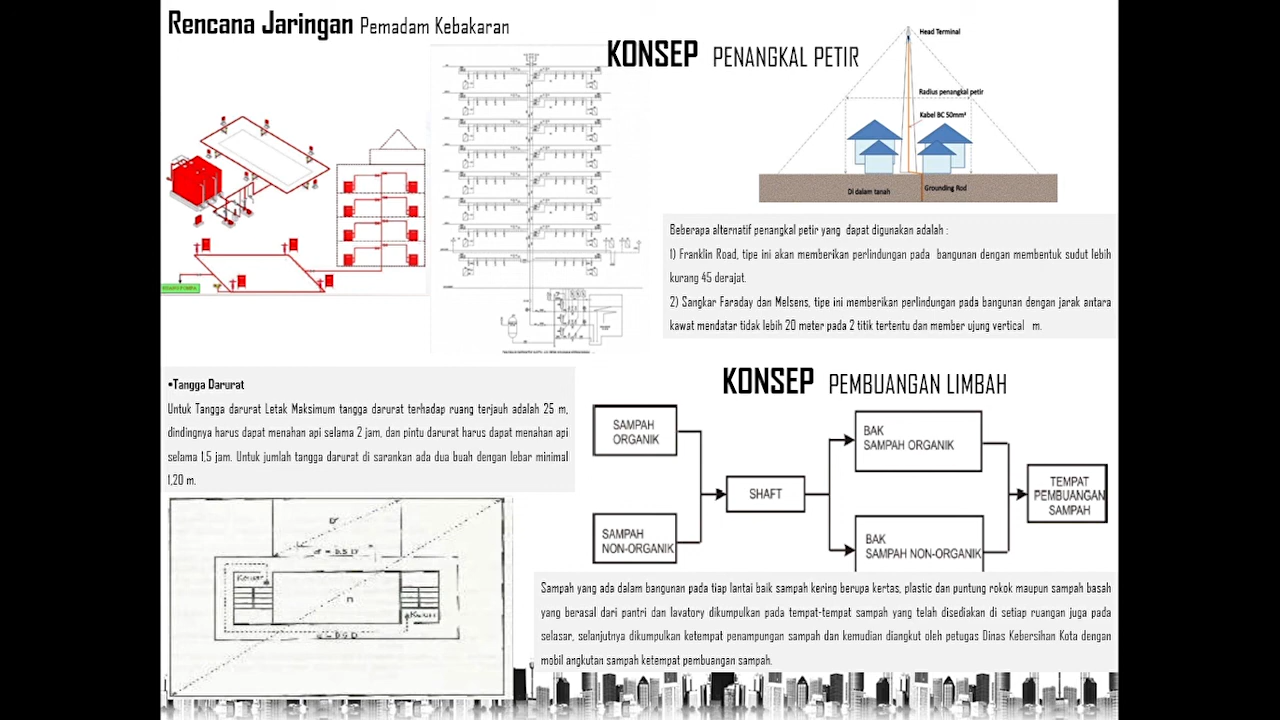 Rencana Jaringan Pemadam Kebakaran
KONSEP PENANGKAL PETIR
Head Terminal
Radius penangkal petir
Kabel BC 50mm²
Di dalam tanah
Grounding Rod
Beberapa alternatif penangkal petir yang dapat digunakan adalah :
1) Franklin Road, tipe ini akan memberikan perlindungan pada bangunan dengan membentuk sudut lebih
kurang 45 derajat.
2) Sangkar Faraday dan Melsens, tipe ini memberikan perlindungan pada bangunan dengan jarak antara
kawat mendatar tidak lebih 20 meter pada 2 titik tertentu dan member ujung vertical m.
•Tangga Darurat
Untuk Tangga darurat Letak Maksimum tangga darurat terhadap ruang terjauh adalah 25 m,
dindingnya harus dapat menahan api selama 2 jam, dan pintu darurat harus dapat menahan api
selama 1,5 jam. Untuk jumlah tangga darurat di sarankan ada dua buah dengan lebar minimal
1,20 m.
KONSEP PEMBUANGAN LIMBAH
SAMPAH
ORGANIK
SAMPAH
NON-ORGANIK
SHAFT
BAK
SAMPAH ORGANIK
BAK
SAMPAH NON-ORGANIK
TEMPAT
PEMBUANGAN
SAMPAH
Sampah yang ada dalam bangunan pada tiap lantai baik sampah kering berupa kertas, plastic dan puntung rokok maupun sampah basah
yang berasal dari pantri dan lavatory dikumpulkan pada tempat-tempat sampah yang telah disediakan di setiap ruangan juga pada
selasar, selanjutnya dikumpulkan ketempat penampungan sampah dan kemudian diangkut oleh petugas Dinas Kebersihan Kota dengan
mobil angkutan sampah ketempat pembuangan sampah.